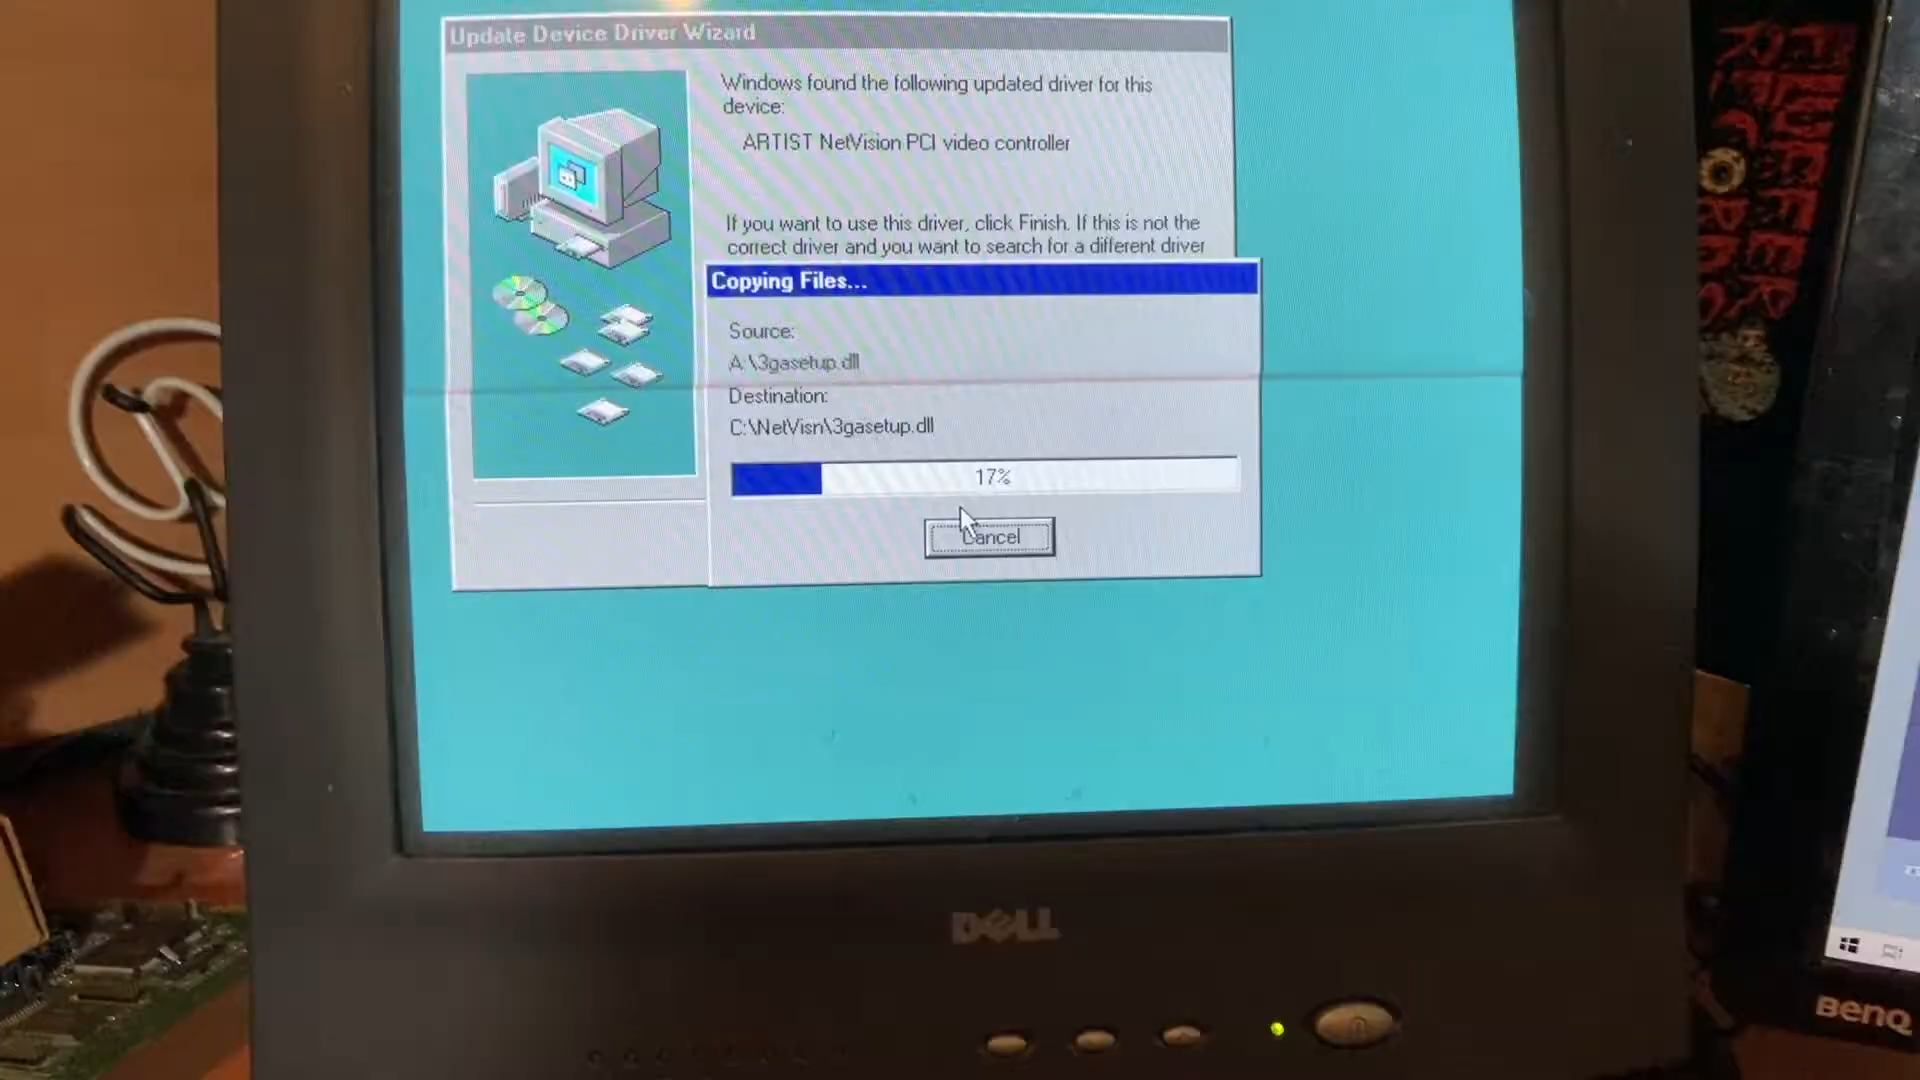 Update Device Driver Wizard
Windows found the following updated driver for this
device:
ARTIST NetVision PCI video controller
If you want to use this driver, click Finish. If this is not the
correct driver and you want to search for a different driver
Copying Files...
Source:
A:\3gasetup.dll
Destination:
C:\NetVisn\3gasetup.dll
17%
Cancel
DELL
BenQ